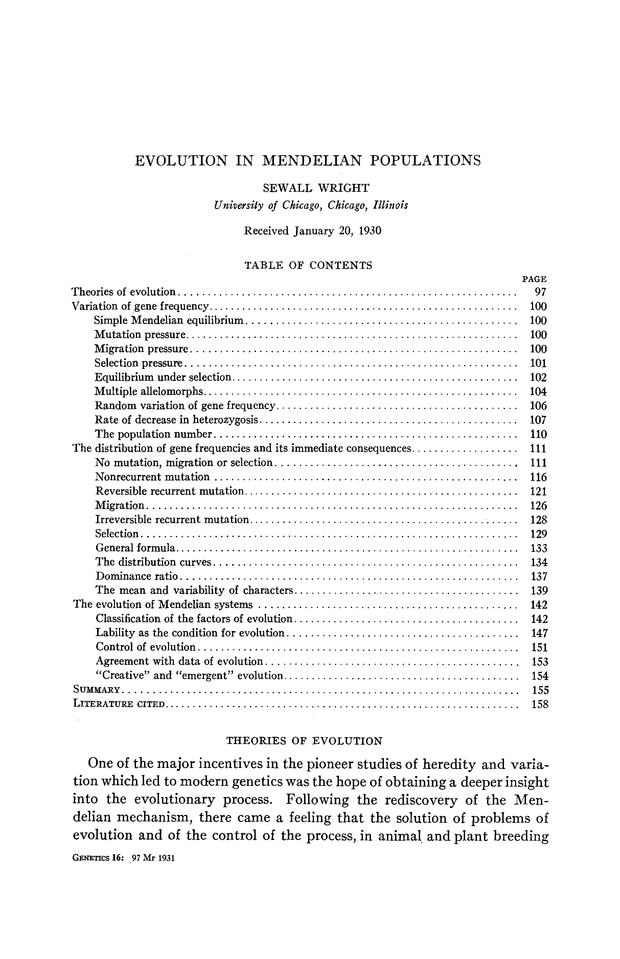 EVOLUTION IN MENDELIAN POPULATIONS
SEWALL WRIGHT
University of Chicago, Chicago, Illinois
Received January 20, 1930
TABLE OF CONTENTS
PAGE
Theories of evolution........................................................ 97
Variation of gene frequency.................................................. 100
Simple Mendelian equilibrium............................................. 100
Mutation pressure........................................................ 100
Migration pressure....................................................... 100
Selection pressure....................................................... 101
Equilibrium under selection.............................................. 102
Multiple allelomorphs.................................................... 104
Random variation of gene frequency....................................... 106
Rate of decrease in heterozygosis........................................ 107
The population number.................................................... 110
The distribution of gene frequencies and its immediate consequences.................. 111
No mutation, migration or selection...................................... 111
Nonrecurrent mutation ................................................... 116
Reversible recurrent mutation............................................ 121
Migration................................................................ 126
Irreversible recurrent mutation.......................................... 128
Selection................................................................ 129
General formula.......................................................... 133
The distribution curves.................................................. 134
Dominance ratio.......................................................... 137
The mean and variability of characters................................... 139
The evolution of Mendelian systems .......................................... 142
Classification of the factors of evolution............................... 142
Lability as the condition for evolution.................................. 147
Control of evolution..................................................... 151
Agreement with data of evolution......................................... 153
"Creative" and "emergent" evolution...................................... 154
SUMMARY...................................................................... 155
LITERATURE CITED............................................................. 158
THEORIES OF EVOLUTION
One of the major incentives in the pioneer studies of heredity and varia-
tion which led to modern genetics was the hope of obtaining a deeper insight
into the evolutionary process. Following the rediscovery of the Men-
delian mechanism, there came a feeling that the solution of problems of
evolution and of the control of the process, in animal and plant breeding
GENETICS 16: 97 Mr 1931